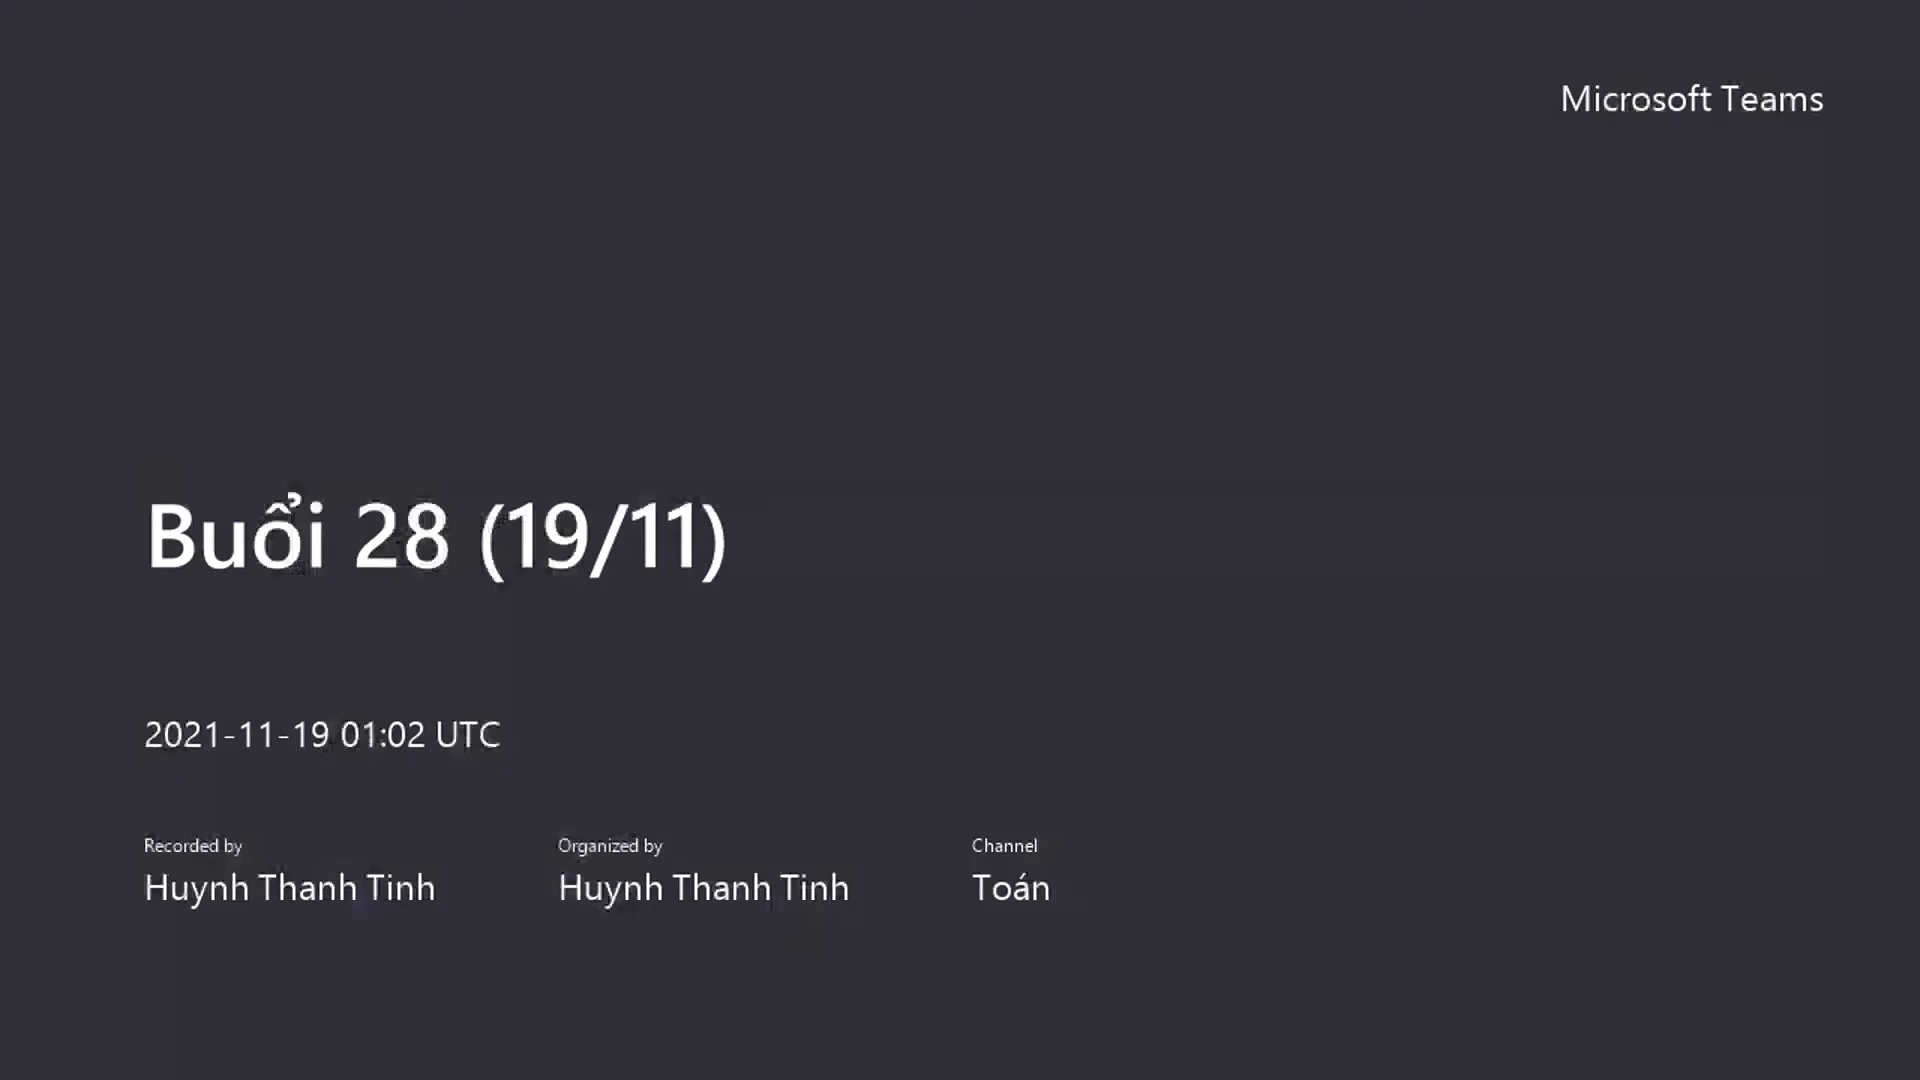 Microsoft Teams
Buổi 28 (19/11)
2021-11-19 01:02 UTC
Recorded by
Huynh Thanh Tinh
Organized by
Huynh Thanh Tinh
Channel
Toán